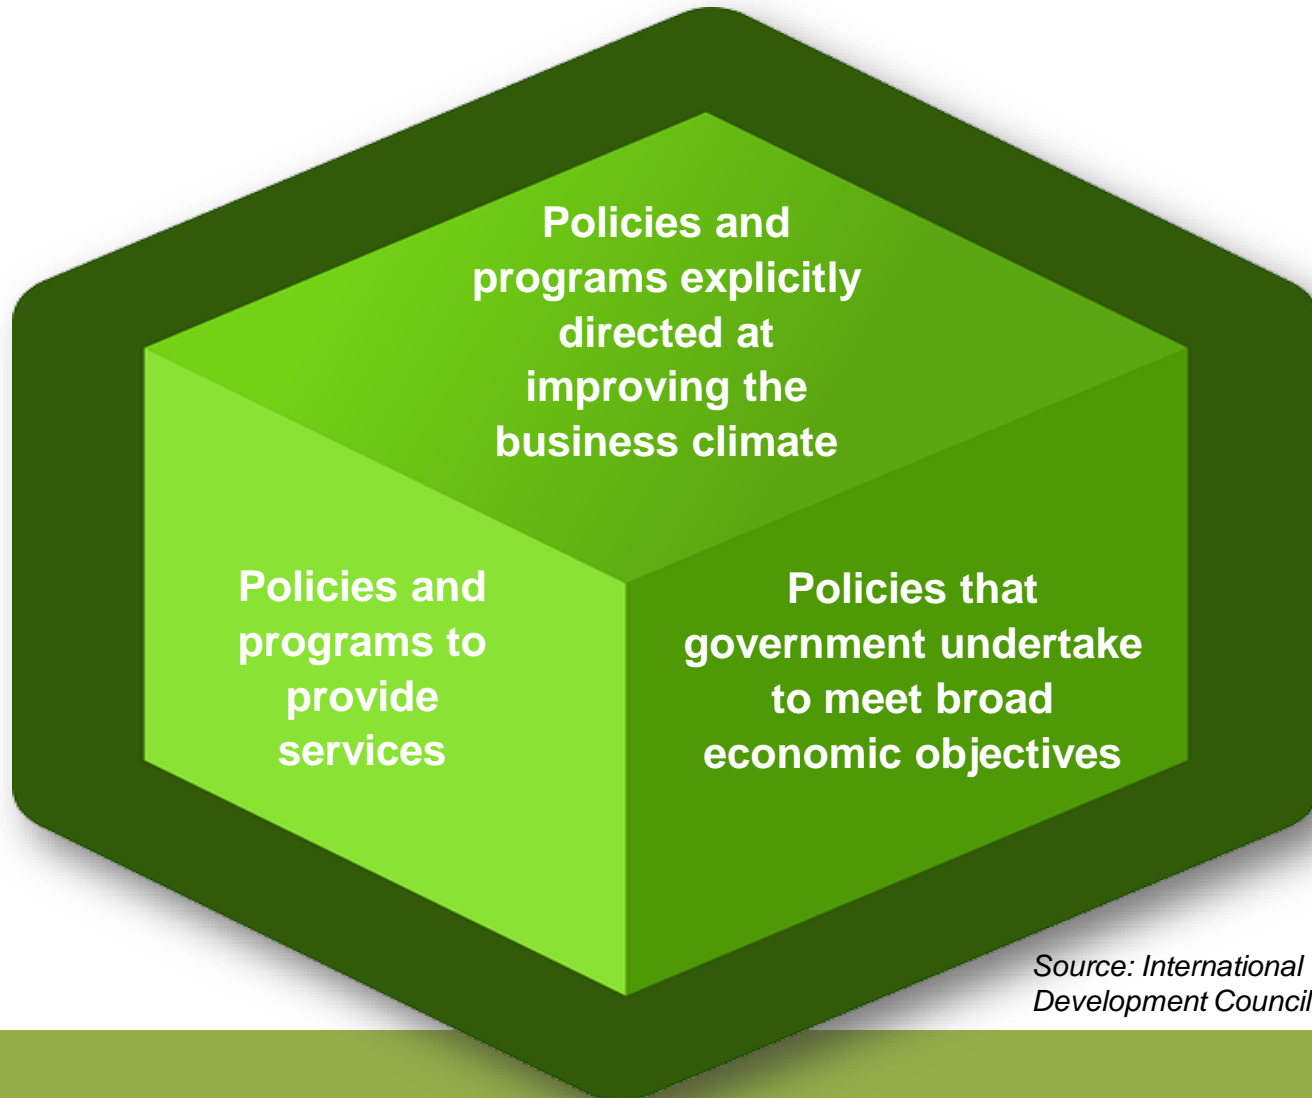 Policies and
programs explicitly
directed at
improving the
business climate
Policies and
programs to
provide
services
Policies that
government undertake
to meet broad
economic objectives
Source: International
Development Council